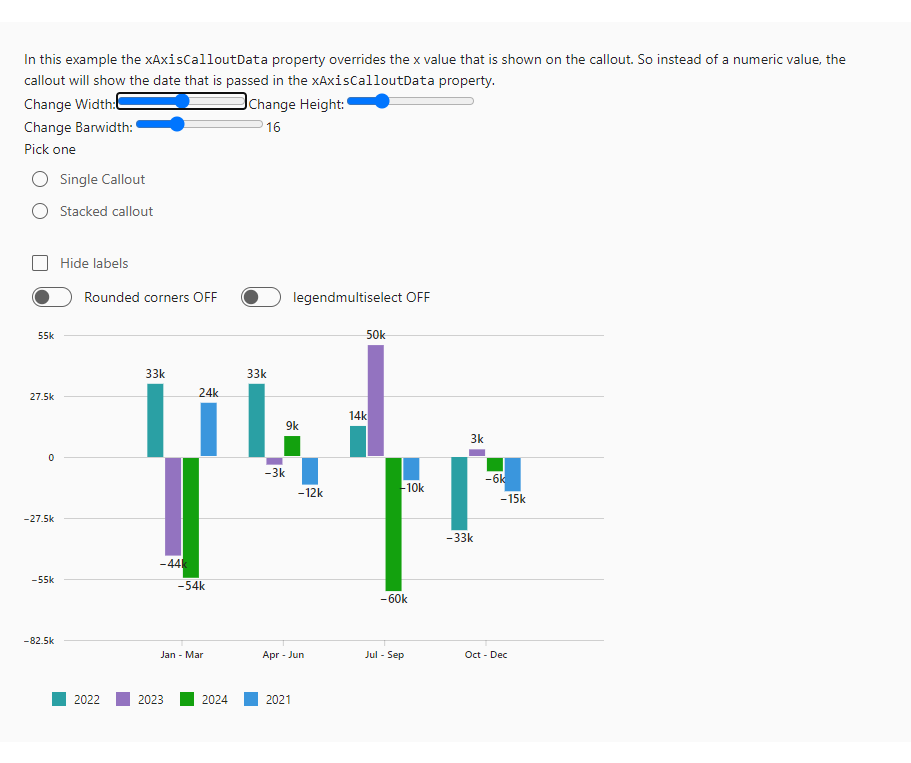 In this example the xAxisCalloutData property overrides the x value that is shown on the callout. So instead of a numeric value, the
callout will show the date that is passed in the xAxisCalloutData property.
Change Width: Change Height:
Change Barwidth: 16
Pick one
Single Callout
Stacked callout
Hide labels
Rounded corners OFF legendmultiselect OFF
55k
27.5k
0
−27.5k
−55k
−82.5k
33k
−44k
−54k
24k
33k
−3k
9k
−12k
14k
50k
−60k
−10k
−33k
3k
−6k
−15k
Jan - Mar Apr - Jun Jul - Sep Oct - Dec
2022 2023 2024 2021